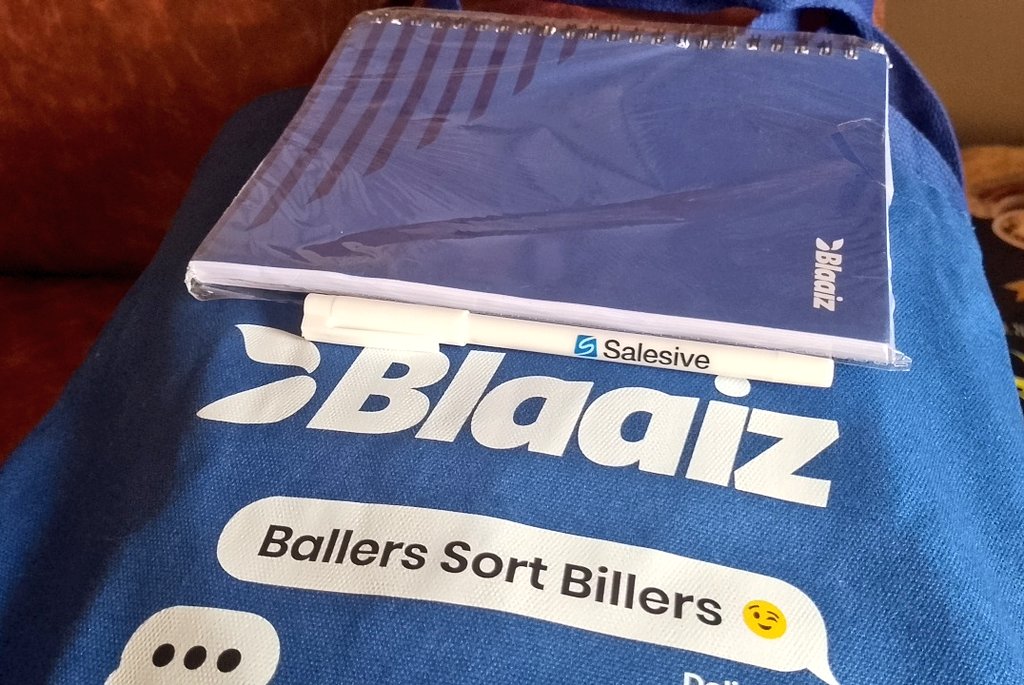 Blaaiz
Salesive
Blaaiz
Ballers Sort Billers 😉